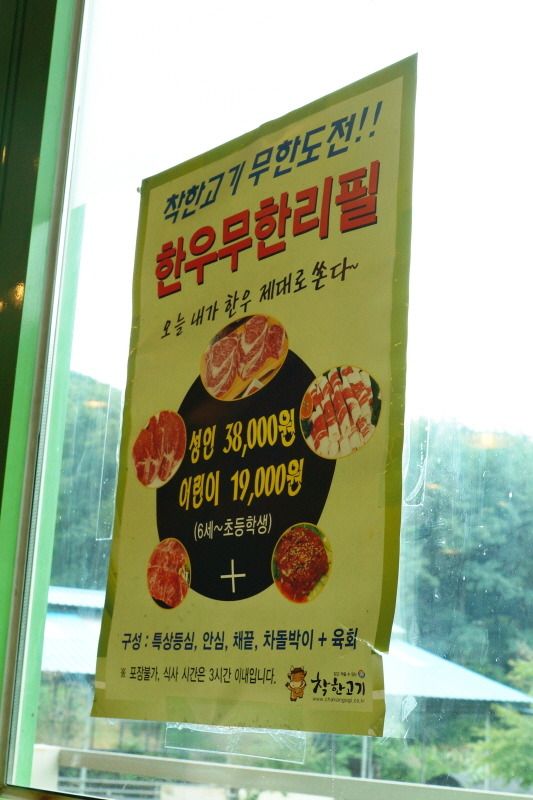 착한고기 무한도전!!
한우무한리필
오늘 내가 한우 제대로 쏜다~
성인 38,000원
어린이 19,000원
(6세~초등학생)
+
구성 : 특상등심, 안심, 채끝, 차돌박이 + 육회
※ 포장불가, 식사 시간은 3시간 이내입니다.
착한고기